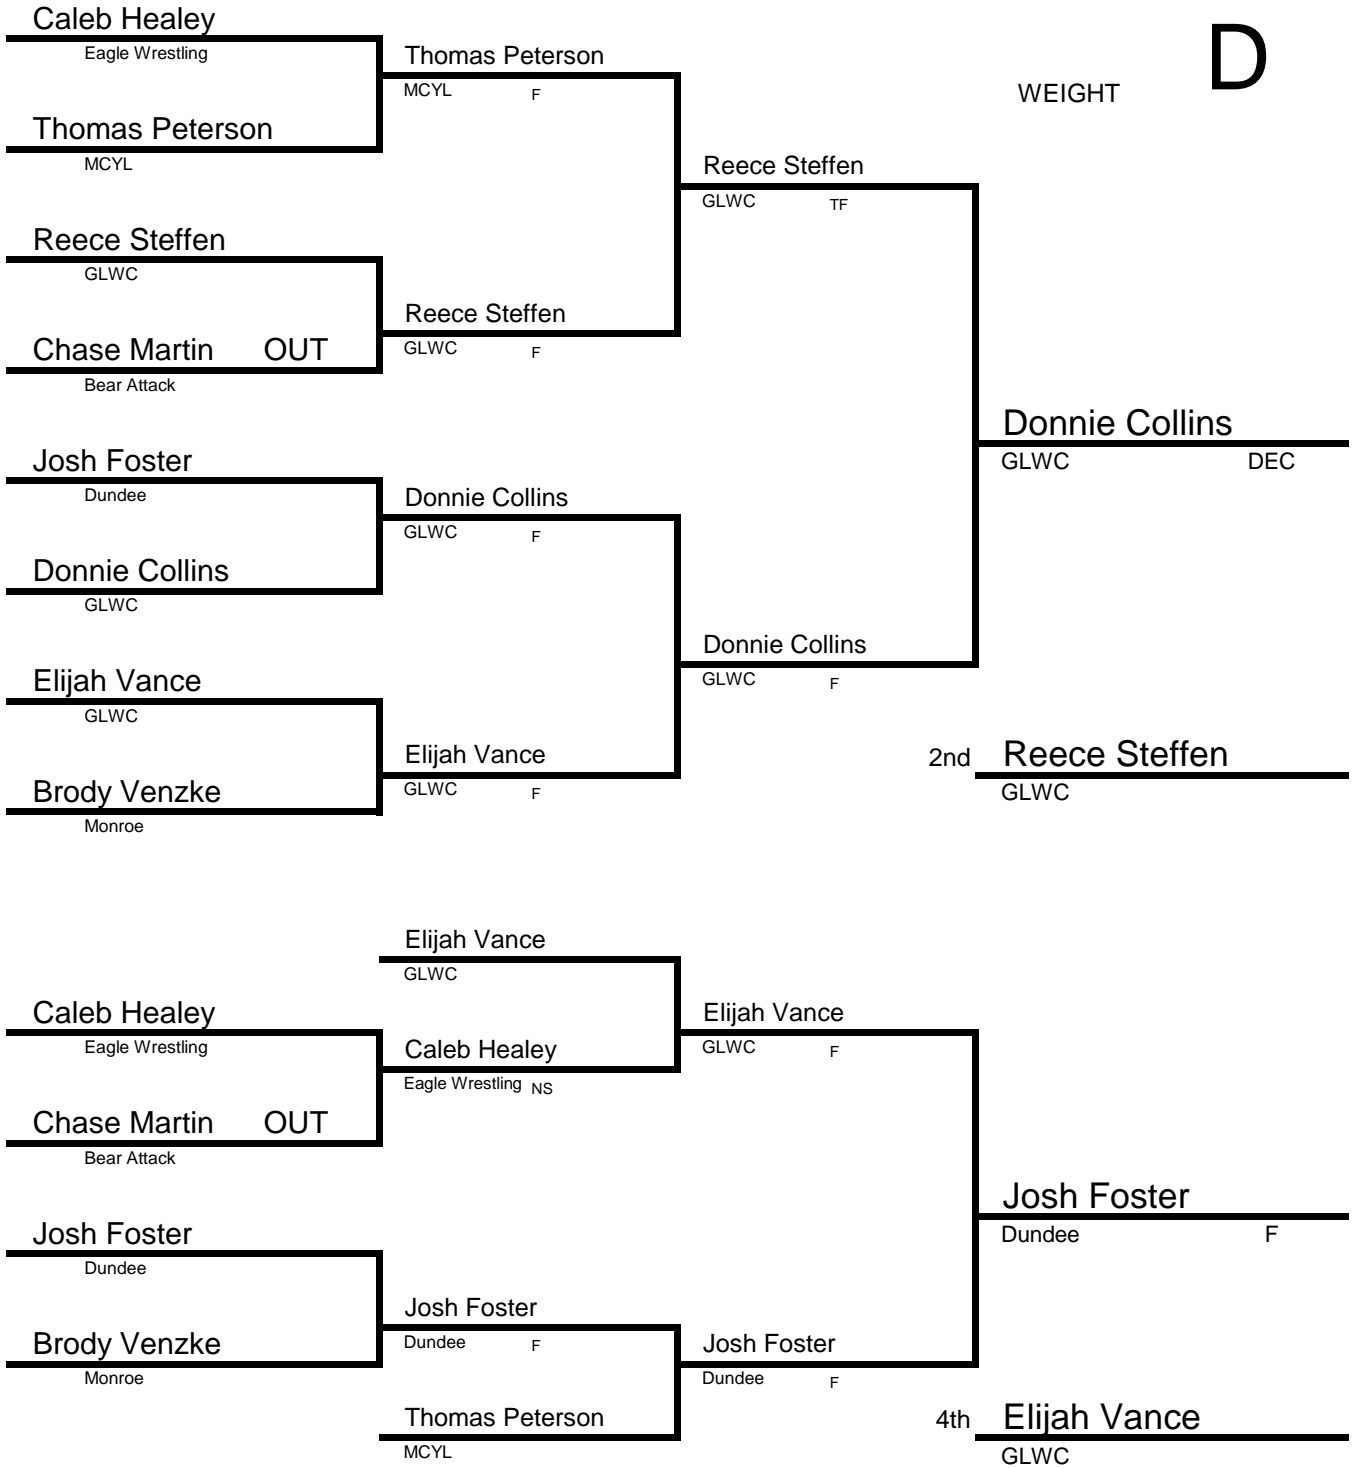 Caleb Healey
Eagle Wrestling
Thomas Peterson
MCYL F
D
WEIGHT
Thomas Peterson
MCYL
Reece Steffen
GLWC TF
Reece Steffen
GLWC
Reece Steffen
GLWC F
Chase Martin OUT
Bear Attack
Donnie Collins
GLWC DEC
Josh Foster
Dundee
Donnie Collins
GLWC F
Donnie Collins
GLWC
Donnie Collins
GLWC F
Elijah Vance
GLWC
Elijah Vance
GLWC F
2nd Reece Steffen
GLWC
Brody Venzke
Monroe
Elijah Vance
GLWC
Caleb Healey
Eagle Wrestling
Elijah Vance
GLWC F
Caleb Healey
Eagle Wrestling NS
Chase Martin OUT
Bear Attack
Josh Foster
Dundee F
Josh Foster
Dundee
Josh Foster
Dundee F
Brody Venzke
Monroe
Josh Foster
Dundee F
Thomas Peterson
MCYL
4th Elijah Vance
GLWC